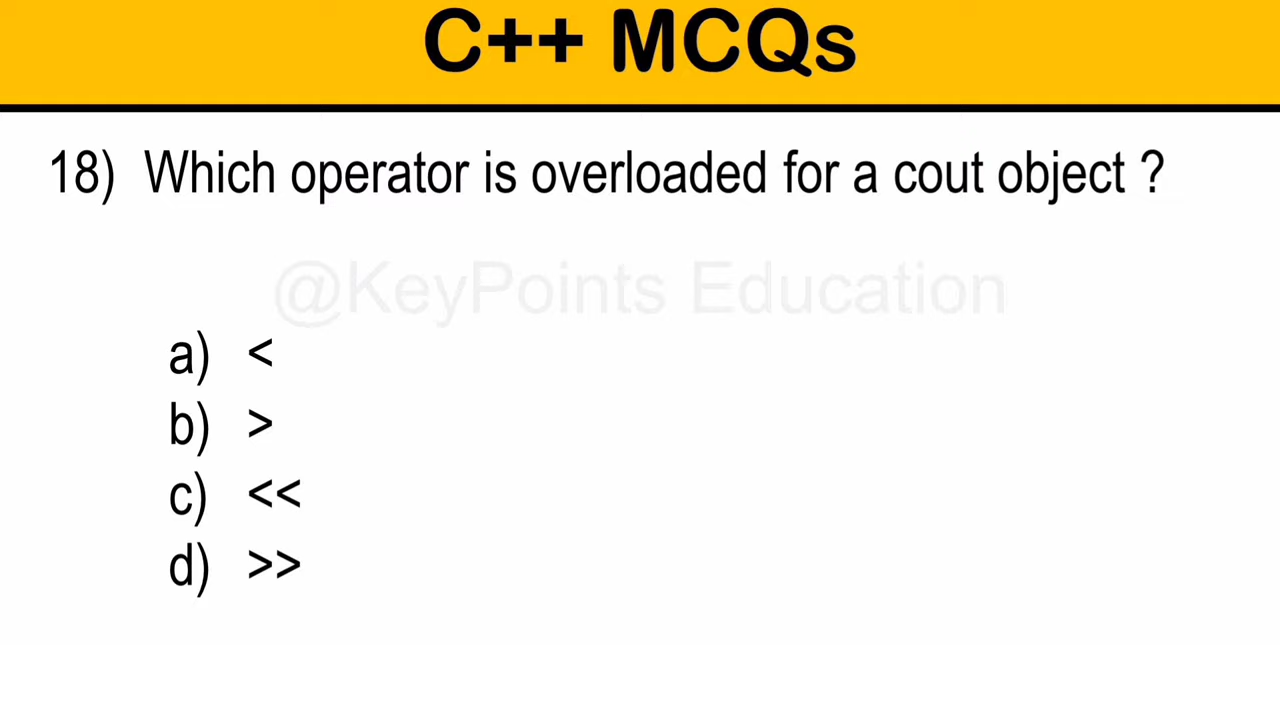 C++ MCQs
18) Which operator is overloaded for a cout object ?
@KeyPoints Education
a) <
b) >
c) <<
d) >>